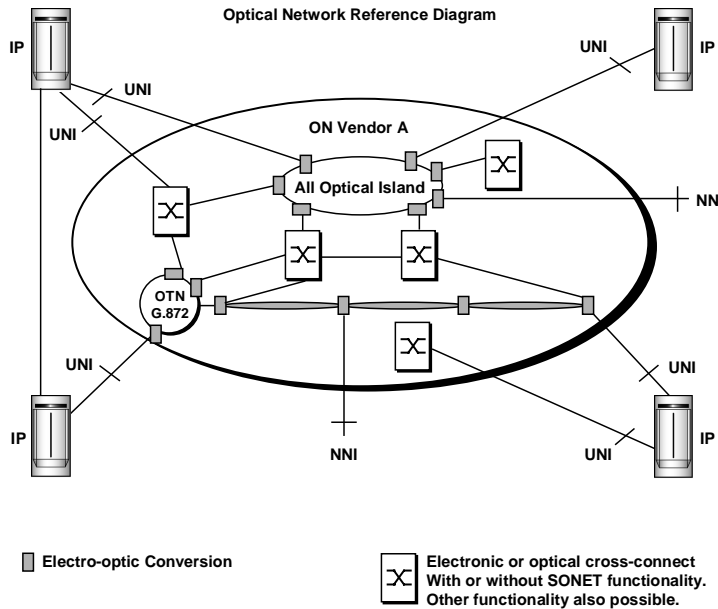 Optical Network Reference Diagram
IP
UNI
UNI
IP
UNI
UNI
ON Vendor A
All Optical Island
NN
OTN
G.872
UNI
UNI
IP
IP
UNI
NNI
Electro-optic Conversion
Electronic or optical cross-connect
With or without SONET functionality.
Other functionality also possible.